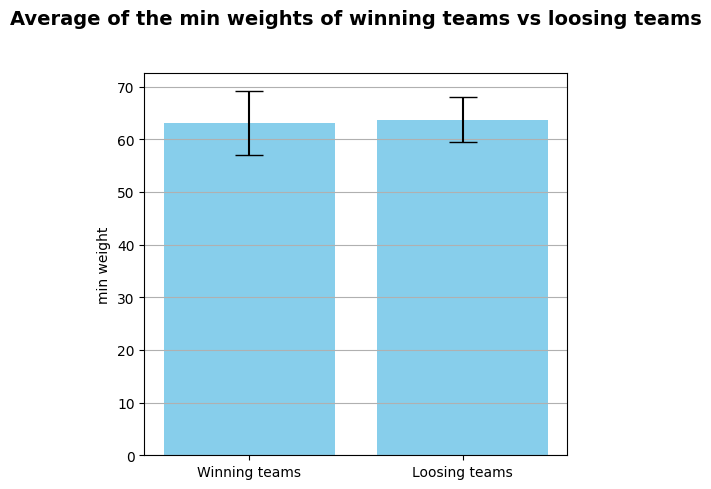 Average of the min weights of winning teams vs loosing teams
70
60
50
40
30
20
10
0
min weight
Winning teams
Loosing teams